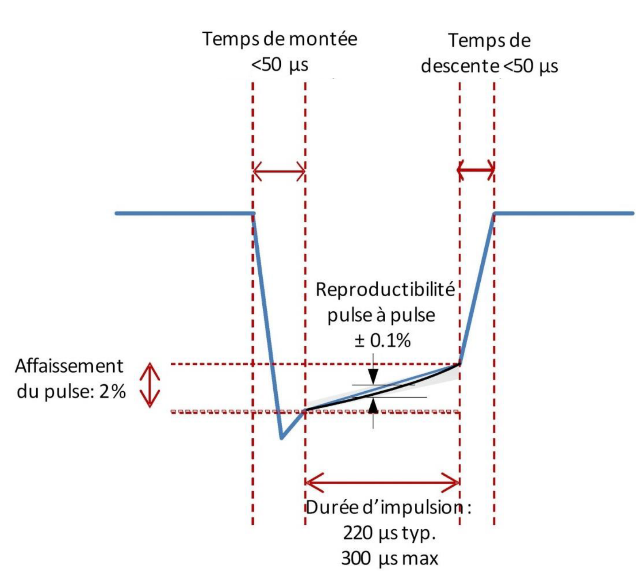 Temps de montée
<50 µs
Temps de
descente <50 µs
Reproductibilité
pulse à pulse
± 0.1%
Affaissement
du pulse: 2%
Durée d’impulsion :
220 µs typ.
300 µs max